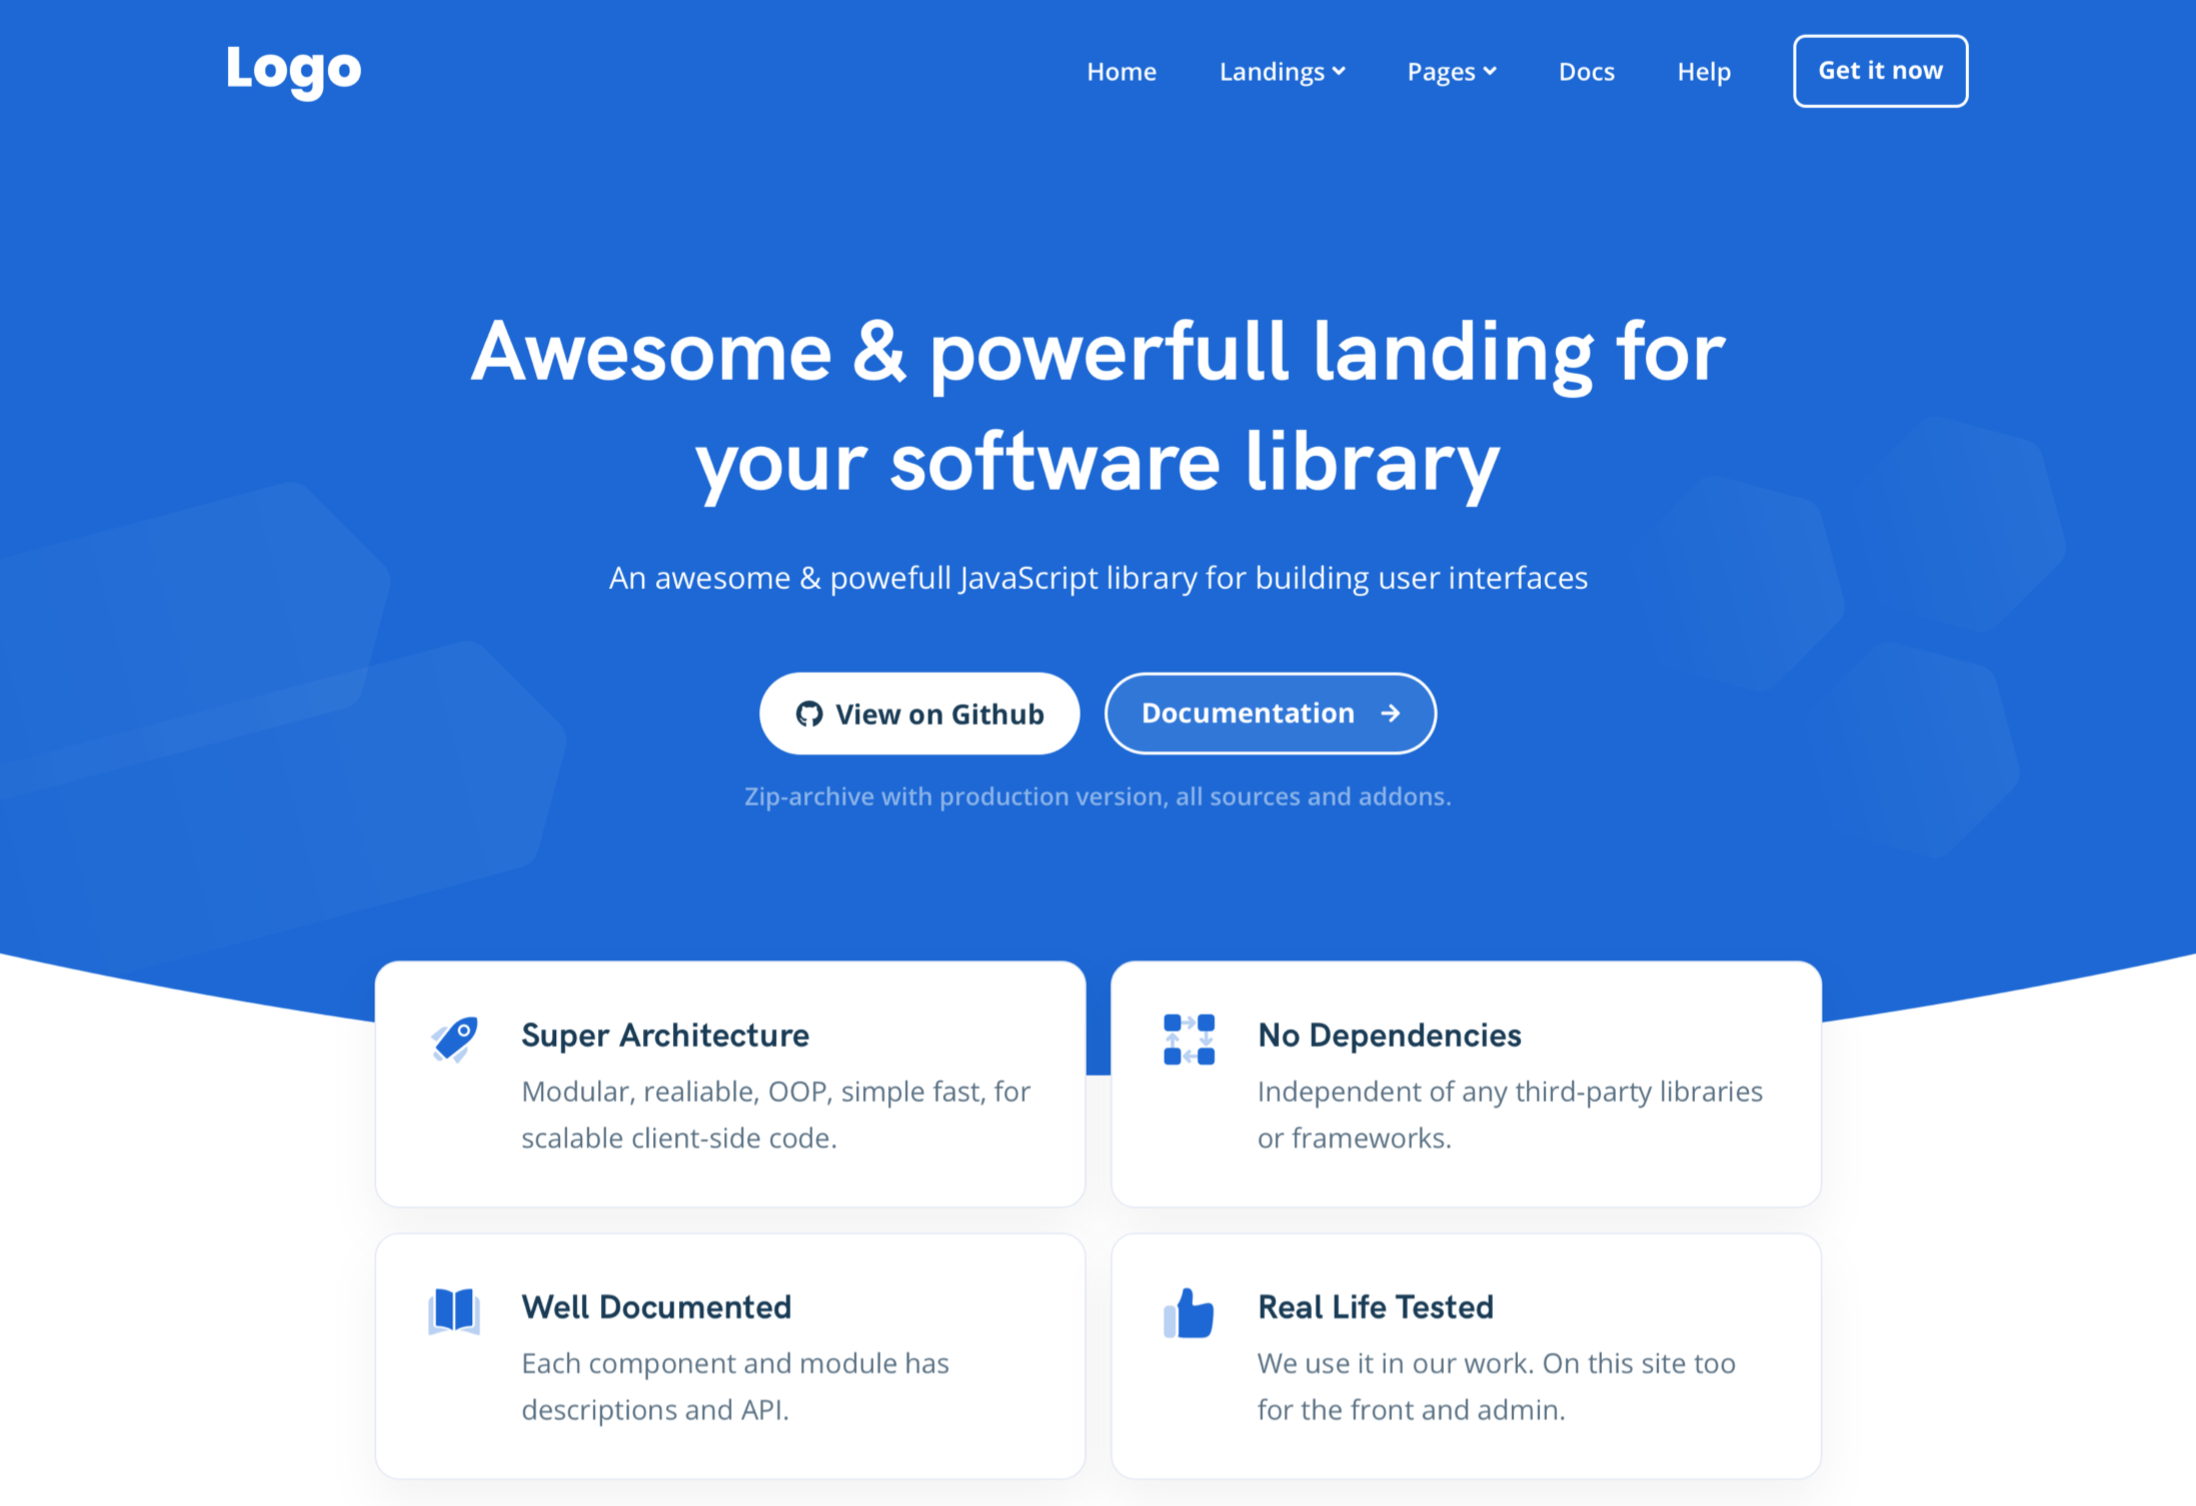 Logo
Home Landings Pages Docs Help Get it now
Awesome & powerfull landing for
your software library
An awesome & powefull JavaScript library for building user interfaces
View on Github Documentation →
Zip-archive with production version, all sources and addons.
Super Architecture
Modular, realiable, OOP, simple fast, for
scalable client-side code.
No Dependencies
Independent of any third-party libraries
or frameworks.
Well Documented
Each component and module has
descriptions and API.
Real Life Tested
We use it in our work. On this site too
for the front and admin.